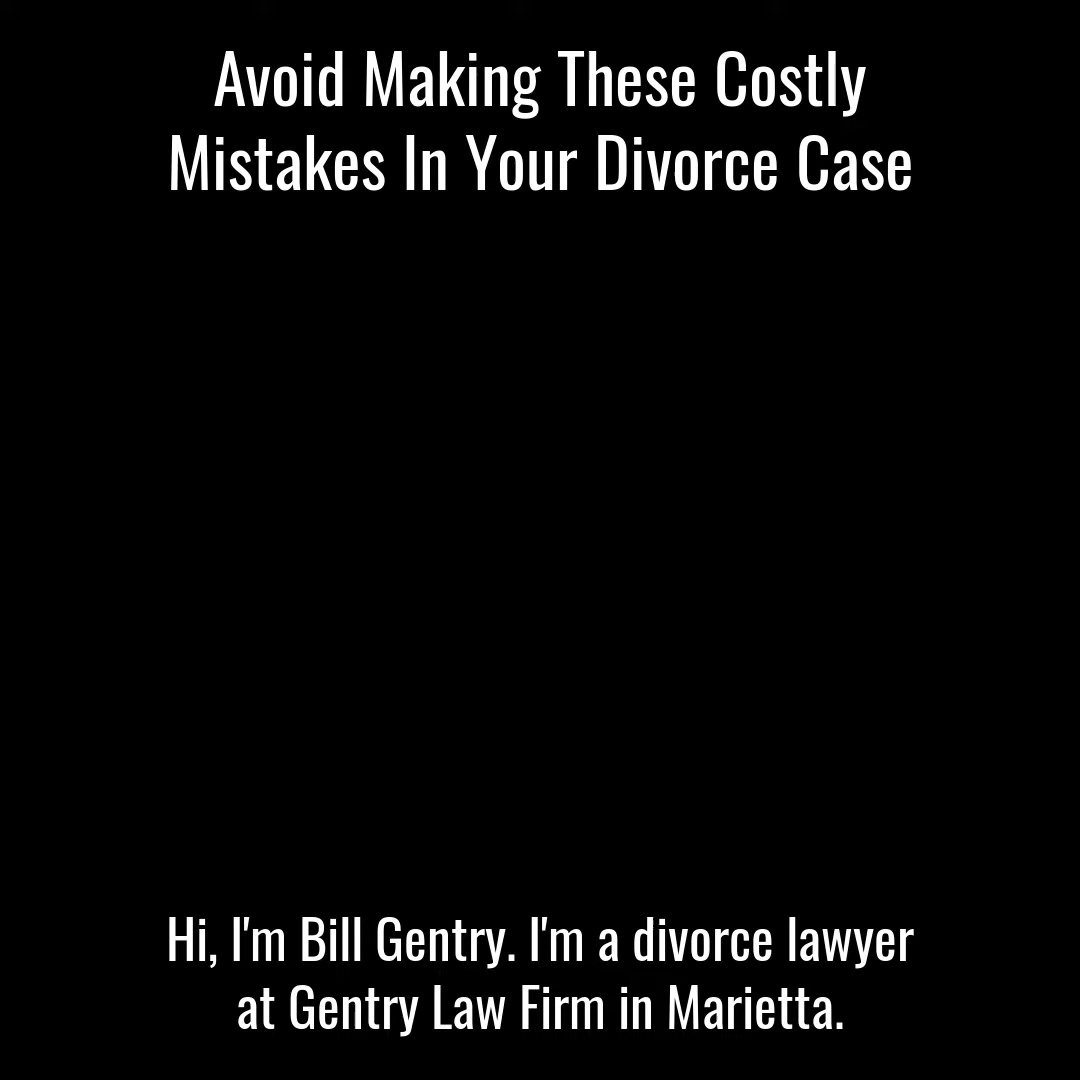 Avoid Making These Costly
Mistakes In Your Divorce Case
Hi, I'm Bill Gentry. I'm a divorce lawyer
at Gentry Law Firm in Marietta.